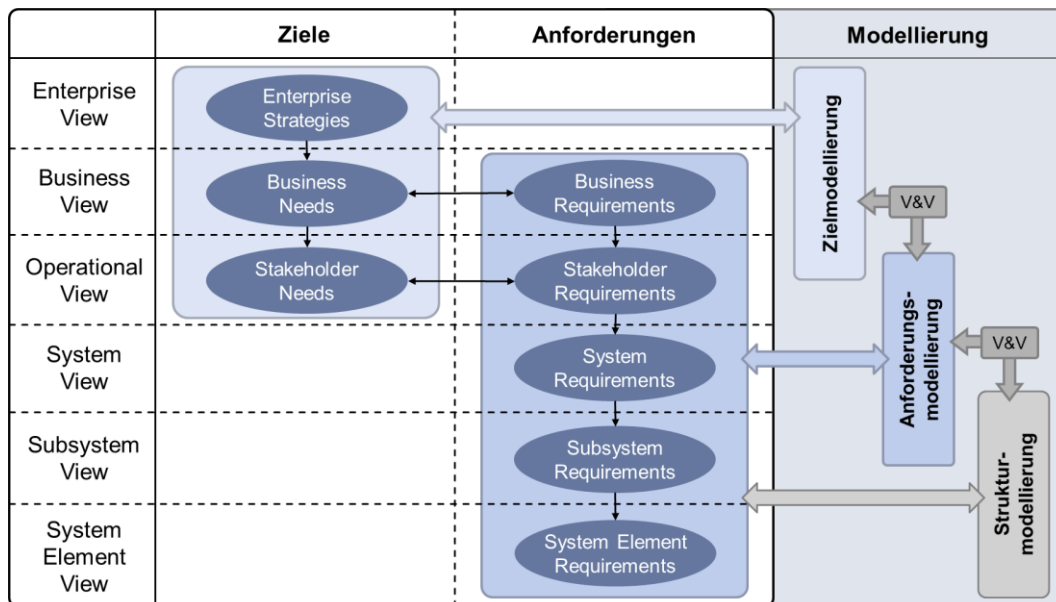 Ziele
Anforderungen
Modellierung
Enterprise
View
Enterprise
Strategies
Business
View
Business
Needs
Business
Requirements
Operational
View
Stakeholder
Needs
Stakeholder
Requirements
System
View
System
Requirements
Subsystem
View
Subsystem
Requirements
System
Element
View
System Element
Requirements
Zielmodellierung
V&V
Anforderungs-
modellierung
V&V
Struktur-
modellierung